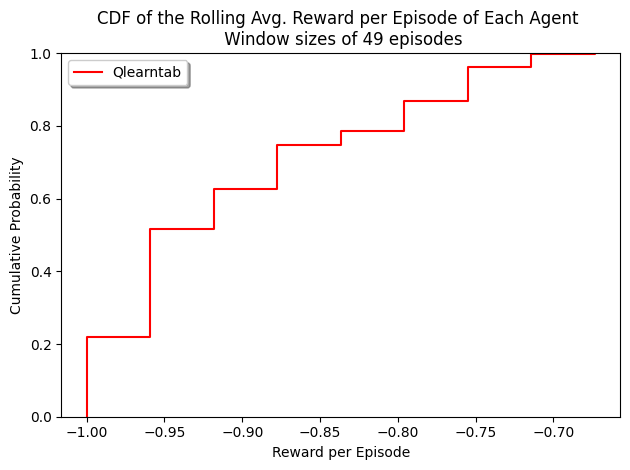 CDF of the Rolling Avg. Reward per Episode of Each Agent
Window sizes of 49 episodes
Qlearntab
1.0
0.8
0.6
0.4
0.2
0.0
Cumulative Probability
−1.00
−0.95
−0.90
−0.85
−0.80
−0.75
−0.70
Reward per Episode